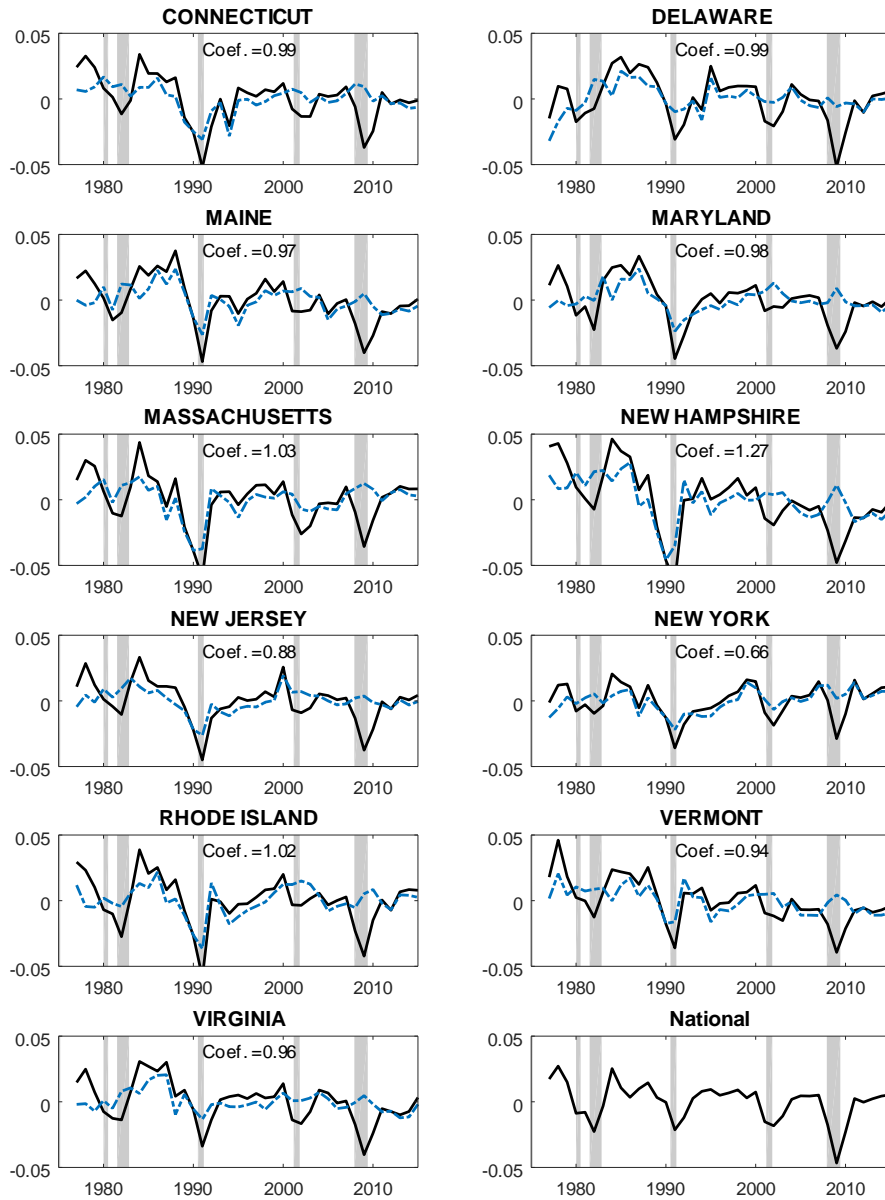 CONNECTICUT
0.05
Coef.=0.99
0
-0.05
1980 1990 2000 2010
DELAWARE
0.05
Coef.=0.99
0
-0.05
1980 1990 2000 2010
MAINE
0.05
Coef.=0.97
0
-0.05
1980 1990 2000 2010
MARYLAND
0.05
Coef.=0.98
0
-0.05
1980 1990 2000 2010
MASSACHUSETTS
0.05
Coef.=1.03
0
-0.05
1980 1990 2000 2010
NEW HAMPSHIRE
0.05
Coef.=1.27
0
-0.05
1980 1990 2000 2010
NEW JERSEY
0.05
Coef.=0.88
0
-0.05
1980 1990 2000 2010
NEW YORK
0.05
Coef.=0.66
0
-0.05
1980 1990 2000 2010
RHODE ISLAND
0.05
Coef.=1.02
0
-0.05
1980 1990 2000 2010
VERMONT
0.05
Coef.=0.94
0
-0.05
1980 1990 2000 2010
VIRGINIA
0.05
Coef.=0.96
0
-0.05
1980 1990 2000 2010
National
0.05
0
-0.05
1980 1990 2000 2010